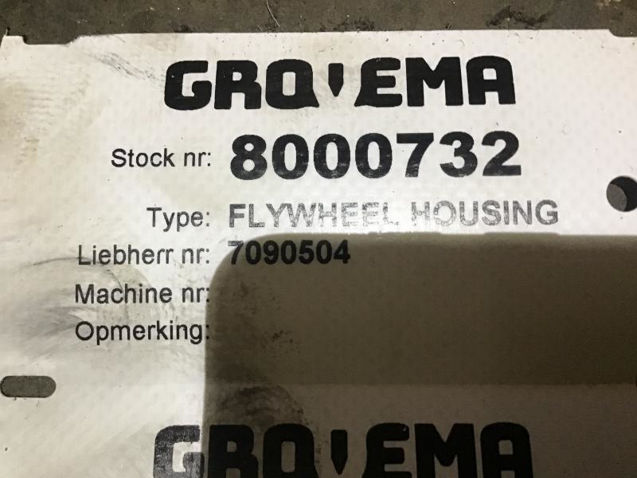 GROVEMA
Stock nr: 8000732
Type: FLYWHEEL HOUSING
Liebherr nr: 7090504
Machine nr:
Opmerking:
GROVEMA